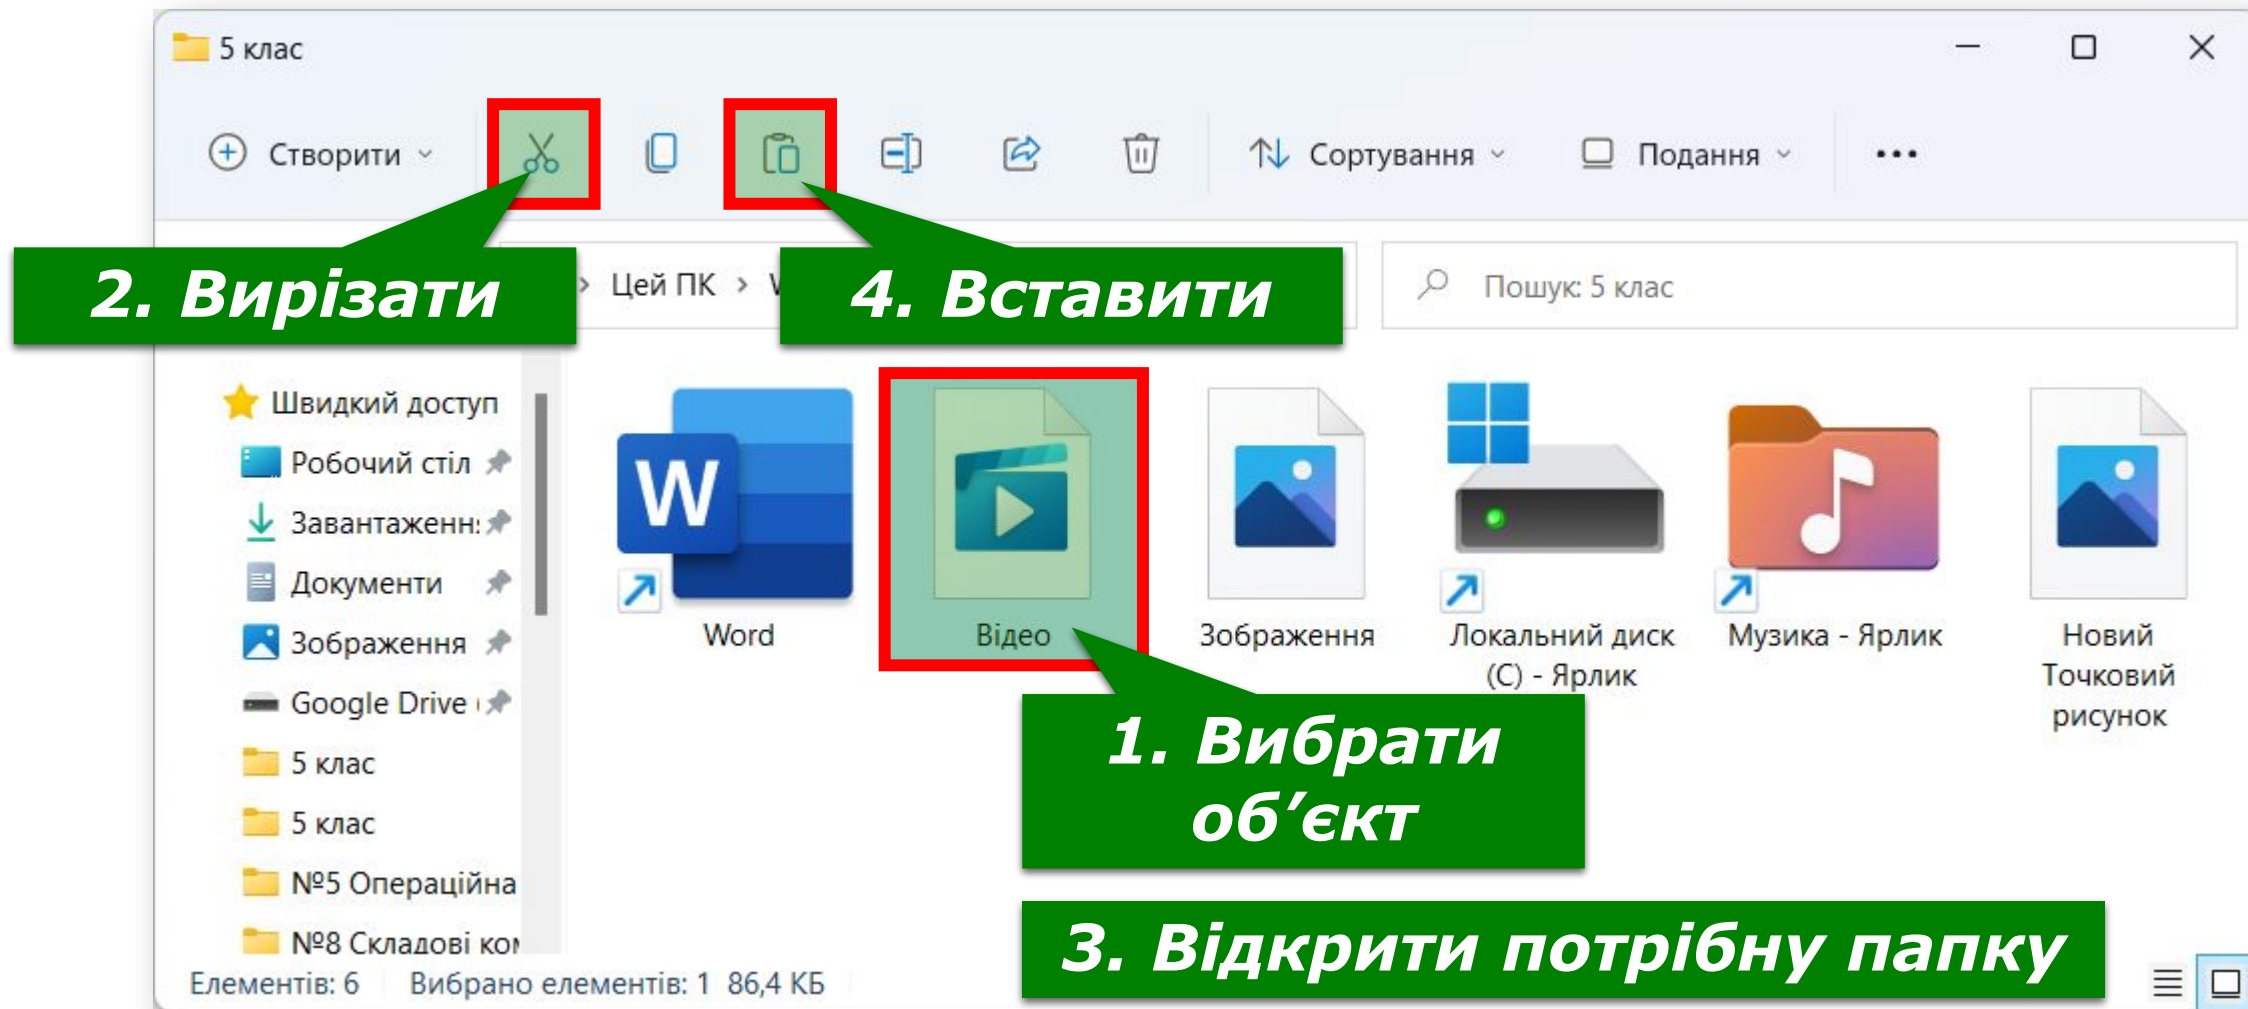 5 клас
Створити
Сортування
Подання
2. Вирізати
Цей ПК
4. Вставити
Пошук: 5 клас
Швидкий доступ
Робочий стіл
Документи
Зображення
Google Drive
5 клас
5 клас
№5 Операційна
№8 Складові
W
Word
Відео
Зображення
Локальний диск
(C) - Ярлик
Музика - Ярлик
Новий
Точковий
рисунок
1. Вибрати
об’єкт
3. Відкрити потрібну папку
Елементів: 6 Вибрано елементів: 1 86,4 КБ